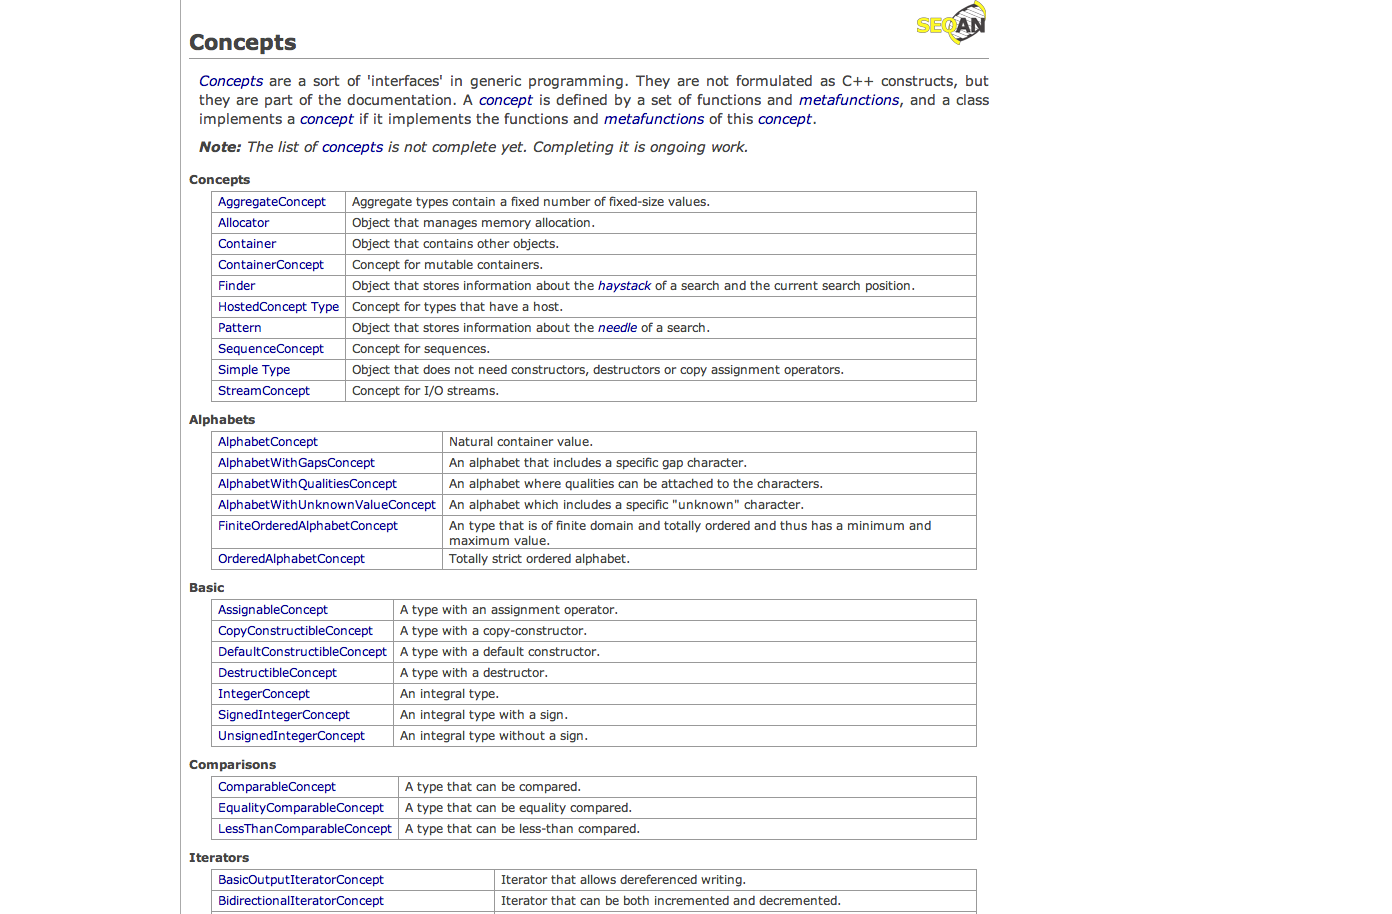 SEQAN
Concepts
Concepts are a sort of 'interfaces' in generic programming. They are not formulated as C++ constructs, but
they are part of the documentation. A concept is defined by a set of functions and metafunctions, and a class
implements a concept if it implements the functions and metafunctions of this concept.
Note: The list of concepts is not complete yet. Completing it is ongoing work.
Concepts
AggregateConcept Aggregate types contain a fixed number of fixed-size values.
Allocator Object that manages memory allocation.
Container Object that contains other objects.
ContainerConcept Concept for mutable containers.
Finder Object that stores information about the haystack of a search and the current search position.
HostedConcept Type Concept for types that have a host.
Pattern Object that stores information about the needle of a search.
SequenceConcept Concept for sequences.
Simple Type Object that does not need constructors, destructors or copy assignment operators.
StreamConcept Concept for I/O streams.
Alphabets
AlphabetConcept Natural container value.
AlphabetWithGapsConcept An alphabet that includes a specific gap character.
AlphabetWithQualitiesConcept An alphabet where qualities can be attached to the characters.
AlphabetWithUnknownValueConcept An alphabet which includes a specific "unknown" character.
FiniteOrderedAlphabetConcept An type that is of finite domain and totally ordered and thus has a minimum and
maximum value.
OrderedAlphabetConcept Totally strict ordered alphabet.
Basic
AssignableConcept A type with an assignment operator.
CopyConstructibleConcept A type with a copy-constructor.
DefaultConstructibleConcept A type with a default constructor.
DestructibleConcept A type with a destructor.
IntegerConcept An integral type.
SignedIntegerConcept An integral type with a sign.
UnsignedIntegerConcept An integral type without a sign.
Comparisons
ComparableConcept A type that can be compared.
EqualityComparableConcept A type that can be equality compared.
LessThanComparableConcept A type that can be less-than compared.
Iterators
BasicOutputIteratorConcept Iterator that allows dereferenced writing.
BidirectionalIteratorConcept Iterator that can be both incremented and decremented.